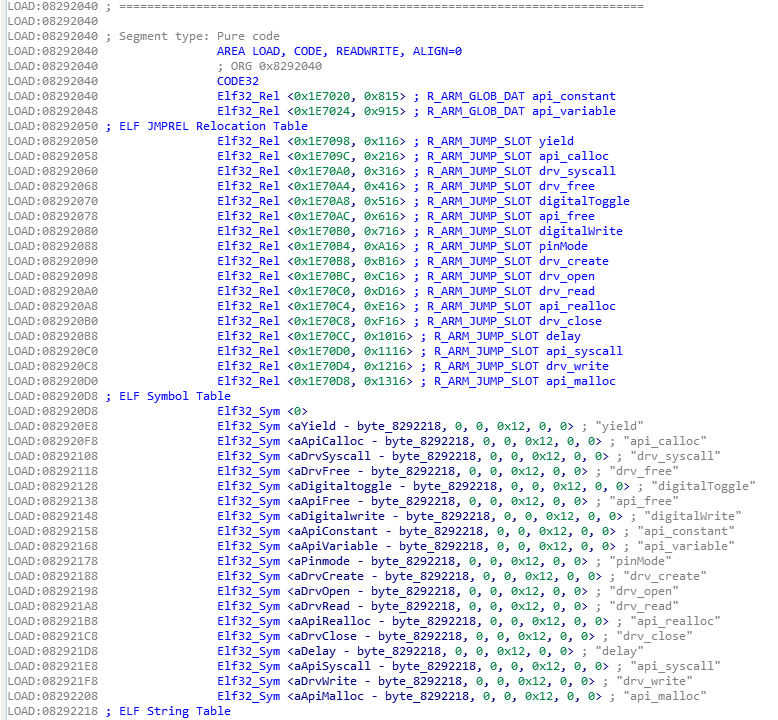 LOAD:08292040 ; ===========================================================================
LOAD:08292040
LOAD:08292040 ; Segment type: Pure code
LOAD:08292040 AREA LOAD, CODE, READWRITE, ALIGN=0
LOAD:08292040 ; ORG 0x8292040
LOAD:08292040 CODE32
LOAD:08292040 Elf32_Rel <0x1E7020, 0x815> ; R_ARM_GLOB_DAT api_constant
LOAD:08292048 Elf32_Rel <0x1E7024, 0x915> ; R_ARM_GLOB_DAT api_variable
LOAD:08292050 ; ELF JMPREL Relocation Table
LOAD:08292050 Elf32_Rel <0x1E7098, 0x116> ; R_ARM_JUMP_SLOT yield
LOAD:08292058 Elf32_Rel <0x1E709C, 0x216> ; R_ARM_JUMP_SLOT api_calloc
LOAD:08292060 Elf32_Rel <0x1E70A0, 0x316> ; R_ARM_JUMP_SLOT drv_syscall
LOAD:08292068 Elf32_Rel <0x1E70A4, 0x416> ; R_ARM_JUMP_SLOT drv_free
LOAD:08292070 Elf32_Rel <0x1E70A8, 0x516> ; R_ARM_JUMP_SLOT digitalToggle
LOAD:08292078 Elf32_Rel <0x1E70AC, 0x616> ; R_ARM_JUMP_SLOT api_free
LOAD:08292080 Elf32_Rel <0x1E70B0, 0x716> ; R_ARM_JUMP_SLOT digitalWrite
LOAD:08292088 Elf32_Rel <0x1E70B4, 0xA16> ; R_ARM_JUMP_SLOT pinMode
LOAD:08292090 Elf32_Rel <0x1E70B8, 0xB16> ; R_ARM_JUMP_SLOT drv_create
LOAD:08292098 Elf32_Rel <0x1E70BC, 0xC16> ; R_ARM_JUMP_SLOT drv_open
LOAD:082920A0 Elf32_Rel <0x1E70C0, 0xD16> ; R_ARM_JUMP_SLOT drv_read
LOAD:082920A8 Elf32_Rel <0x1E70C4, 0xE16> ; R_ARM_JUMP_SLOT api_realloc
LOAD:082920B0 Elf32_Rel <0x1E70C8, 0xF16> ; R_ARM_JUMP_SLOT drv_close
LOAD:082920B8 Elf32_Rel <0x1E70CC, 0x1016> ; R_ARM_JUMP_SLOT delay
LOAD:082920C0 Elf32_Rel <0x1E70D0, 0x1116> ; R_ARM_JUMP_SLOT api_syscall
LOAD:082920C8 Elf32_Rel <0x1E70D4, 0x1216> ; R_ARM_JUMP_SLOT drv_write
LOAD:082920D0 Elf32_Rel <0x1E70D8, 0x1316> ; R_ARM_JUMP_SLOT api_malloc
LOAD:082920D8 ; ELF Symbol Table
LOAD:082920D8 Elf32_Sym <0>
LOAD:082920E8 Elf32_Sym <aYield - byte_8292218, 0, 0, 0x12, 0, 0> ; "yield"
LOAD:082920F8 Elf32_Sym <aApiCalloc - byte_8292218, 0, 0, 0x12, 0, 0> ; "api_calloc"
LOAD:08292108 Elf32_Sym <aDrvSyscall - byte_8292218, 0, 0, 0x12, 0, 0> ; "drv_syscall"
LOAD:08292118 Elf32_Sym <aDrvFree - byte_8292218, 0, 0, 0x12, 0, 0> ; "drv_free"
LOAD:08292128 Elf32_Sym <aDigitaltoggle - byte_8292218, 0, 0, 0x12, 0, 0> ; "digitalToggle"
LOAD:08292138 Elf32_Sym <aApiFree - byte_8292218, 0, 0, 0x12, 0, 0> ; "api_free"
LOAD:08292148 Elf32_Sym <aDigitalwrite - byte_8292218, 0, 0, 0x12, 0, 0> ; "digitalWrite"
LOAD:08292158 Elf32_Sym <aApiConstant - byte_8292218, 0, 0, 0x12, 0, 0> ; "api_constant"
LOAD:08292168 Elf32_Sym <aApiVariable - byte_8292218, 0, 0, 0x12, 0, 0> ; "api_variable"
LOAD:08292178 Elf32_Sym <aPinmode - byte_8292218, 0, 0, 0x12, 0, 0> ; "pinMode"
LOAD:08292188 Elf32_Sym <aDrvCreate - byte_8292218, 0, 0, 0x12, 0, 0> ; "drv_create"
LOAD:08292198 Elf32_Sym <aDrvOpen - byte_8292218, 0, 0, 0x12, 0, 0> ; "drv_open"
LOAD:082921A8 Elf32_Sym <aDrvRead - byte_8292218, 0, 0, 0x12, 0, 0> ; "drv_read"
LOAD:082921B8 Elf32_Sym <aApiRealloc - byte_8292218, 0, 0, 0x12, 0, 0> ; "api_realloc"
LOAD:082921C8 Elf32_Sym <aDrvClose - byte_8292218, 0, 0, 0x12, 0, 0> ; "drv_close"
LOAD:082921D8 Elf32_Sym <aDelay - byte_8292218, 0, 0, 0x12, 0, 0> ; "delay"
LOAD:082921E8 Elf32_Sym <aApiSyscall - byte_8292218, 0, 0, 0x12, 0, 0> ; "api_syscall"
LOAD:082921F8 Elf32_Sym <aDrvWrite - byte_8292218, 0, 0, 0x12, 0, 0> ; "drv_write"
LOAD:08292208 Elf32_Sym <aApiMalloc - byte_8292218, 0, 0, 0x12, 0, 0> ; "api_malloc"
LOAD:08292218 ; ELF String Table